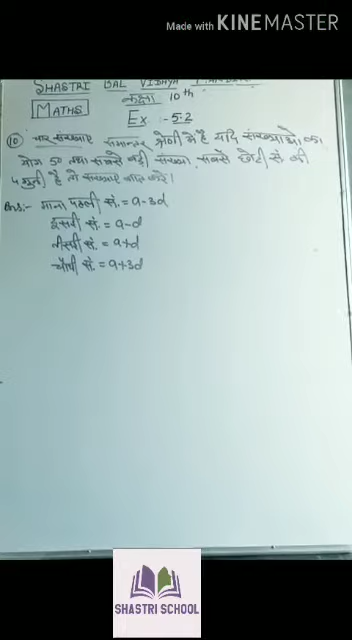 Made with KINEMASTER
SHASTRI BAL VIDHYA
MATHS
कक्षा 10th
Ex :- 5.2
10 चार संख्याए समान्तर श्रेणी में है यदि संख्याओं का
योग 50 तथा सबसे बड़ी संख्या, सबसे छोटी सं. की
4 गुनी है तो संख्याए ज्ञात करे।
Ans:- माना पहली सं. = a-3d
दूसरी सं. = a-d
तीसरी सं. = a+d
चौथी सं. = a+3d
SHASTRI SCHOOL